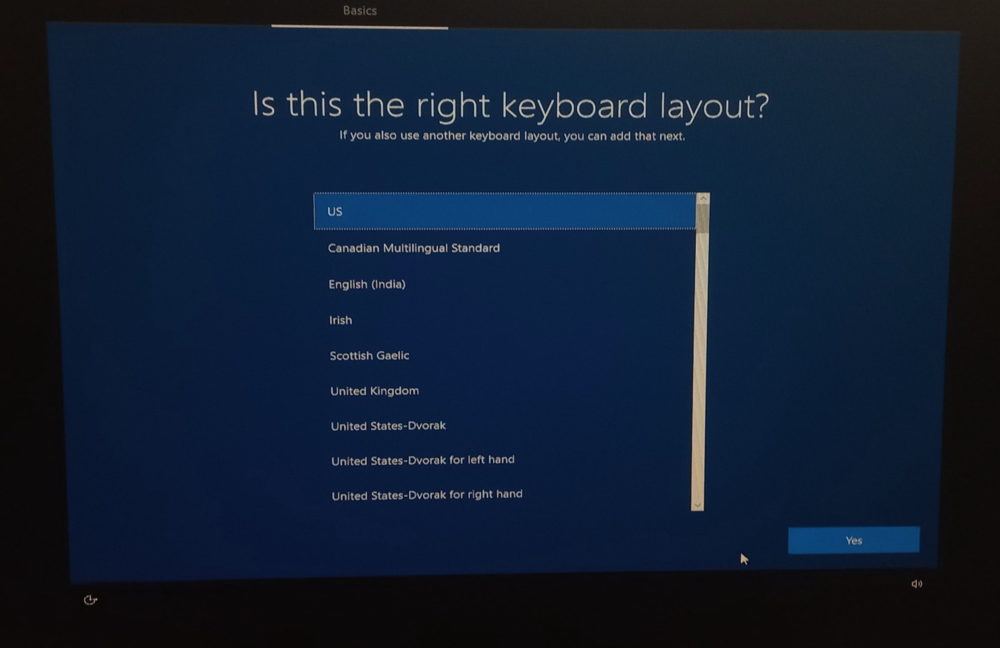 Basics
Is this the right keyboard layout?
If you also use another keyboard layout, you can add that next.
US
Canadian Multilingual Standard
English (India)
Irish
Scottish Gaelic
United Kingdom
United States-Dvorak
United States-Dvorak for left hand
United States-Dvorak for right hand
Yes